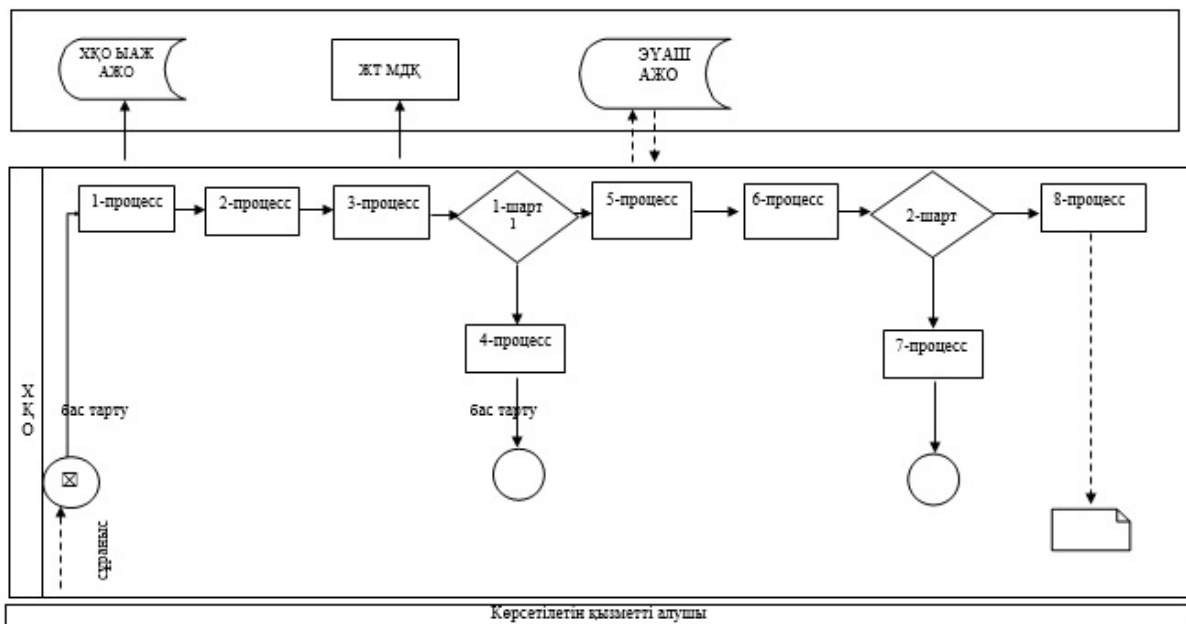 ХҚО ЫАЖ
АЖО
ЖТ МДҚ
ЭҮАШ
АЖО
1-процесс
2-процесс
3-процесс
1-шарт
1
5-процесс
6-процесс
2-шарт
8-процесс
4-процесс
7-процесс
Х
Қ
О
бас тарту
бас тарту
сұраныс
Көрсетілетін қызметті алушы